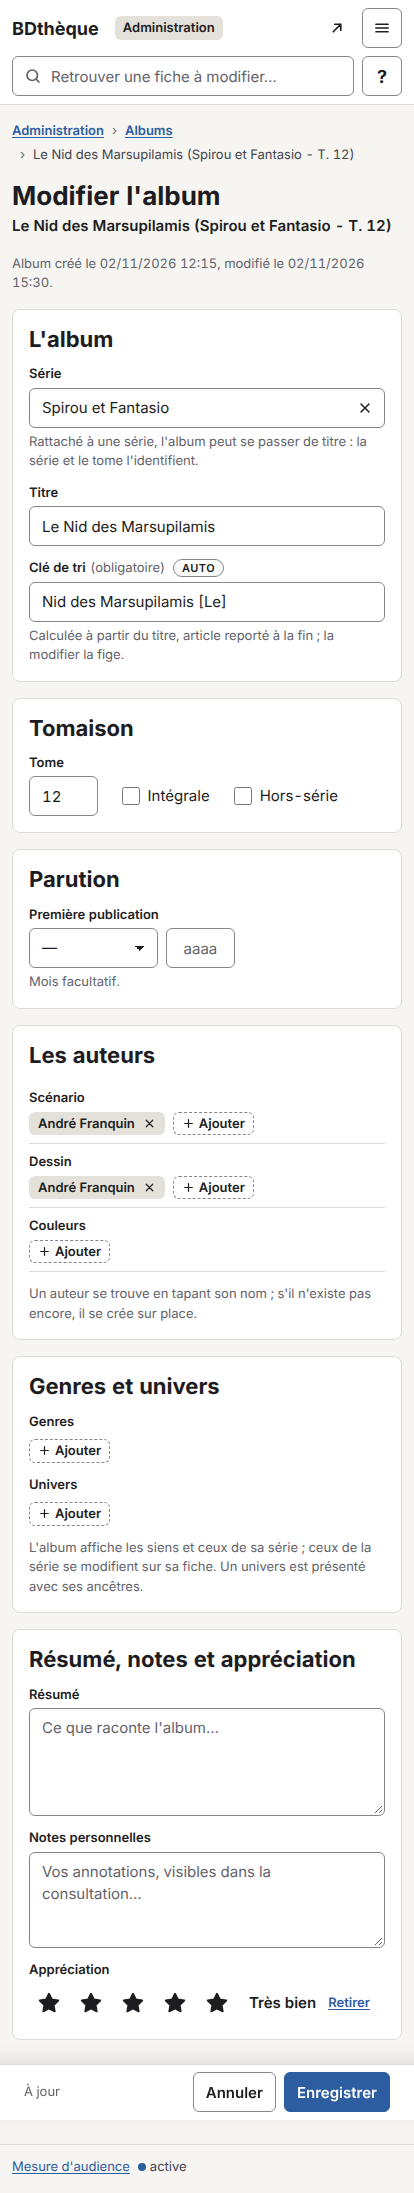 BDthèque Administration
Retrouver une fiche à modifier... ?
Administration › Albums
› Le Nid des Marsupilamis (Spirou et Fantasio - T. 12)
Modifier l'album
Le Nid des Marsupilamis (Spirou et Fantasio - T. 12)
Album créé le 02/11/2026 12:15, modifié le 02/11/2026
15:30.
L'album
Série
Spirou et Fantasio
Rattaché à une série, l'album peut se passer de titre : la
série et le tome l'identifient.
Titre
Le Nid des Marsupilamis
Clé de tri (obligatoire) AUTO
Nid des Marsupilamis [Le]
Calculée à partir du titre, article reporté à la fin ; la
modifier la fige.
Tomaison
Tome
12 Intégrale Hors-série
Parution
Première publication
— aaaa
Mois facultatif.
Les auteurs
Scénario
André Franquin × + Ajouter
Dessin
André Franquin × + Ajouter
Couleurs
+ Ajouter
Un auteur se trouve en tapant son nom ; s'il n'existe pas
encore, il se crée sur place.
Genres et univers
Genres
+ Ajouter
Univers
+ Ajouter
L'album affiche les siens et ceux de sa série ; ceux de la
série se modifient sur sa fiche. Un univers est présenté
avec ses ancêtres.
Résumé, notes et appréciation
Résumé
Ce que raconte l'album...
Notes personnelles
Vos annotations, visibles dans la
consultation...
Appréciation
Très bien Retirer
À jour Annuler Enregistrer
Mesure d'audience active